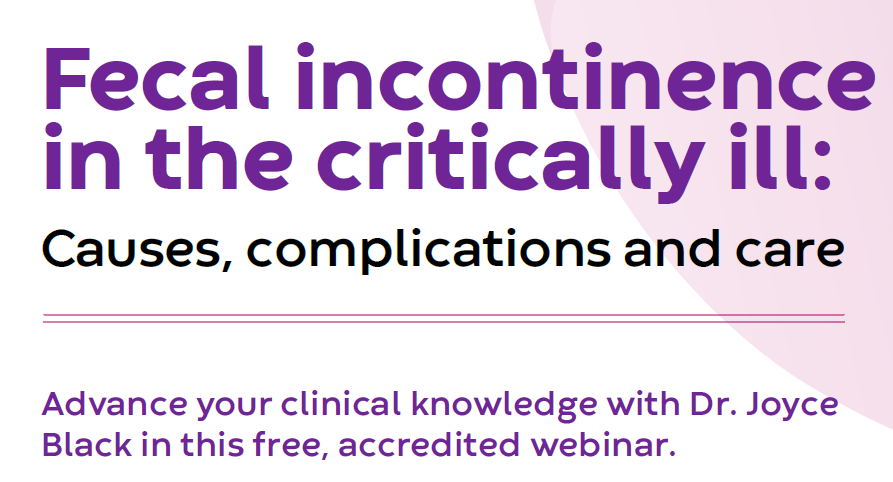 Fecal incontinence
in the critically ill:
Causes, complications and care
Advance your clinical knowledge with Dr. Joyce
Black in this free, accredited webinar.